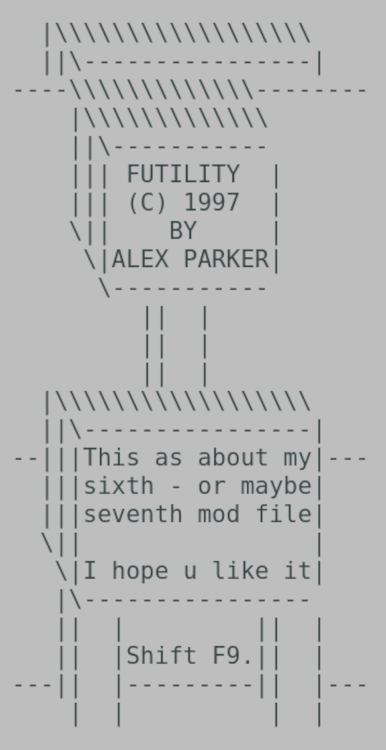 FUTILITY
(C) 1997
BY
ALEX PARKER
This as about my
sixth - or maybe
seventh mod file
I hope u like it
Shift F9.